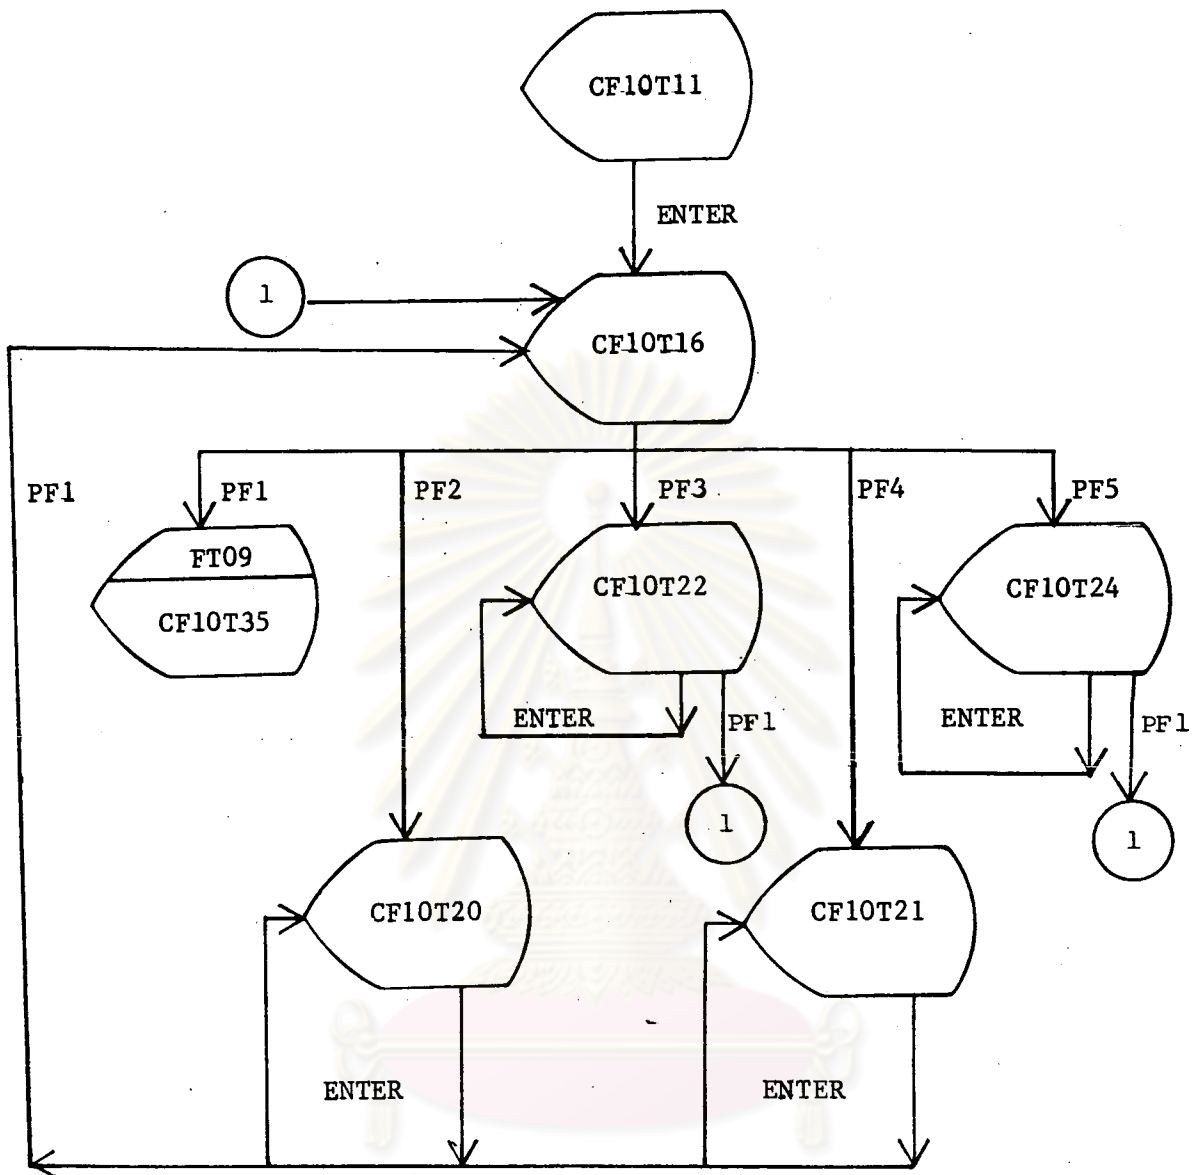 CF10T11
ENTER
1
CF10T16
PF1
PF1
PF2
PF3
PF4
PF5
FT09
CF10T35
CF10T22
CF10T24
ENTER
PF1
ENTER
PF1
1
1
CF10T20
CF10T21
ENTER
ENTER